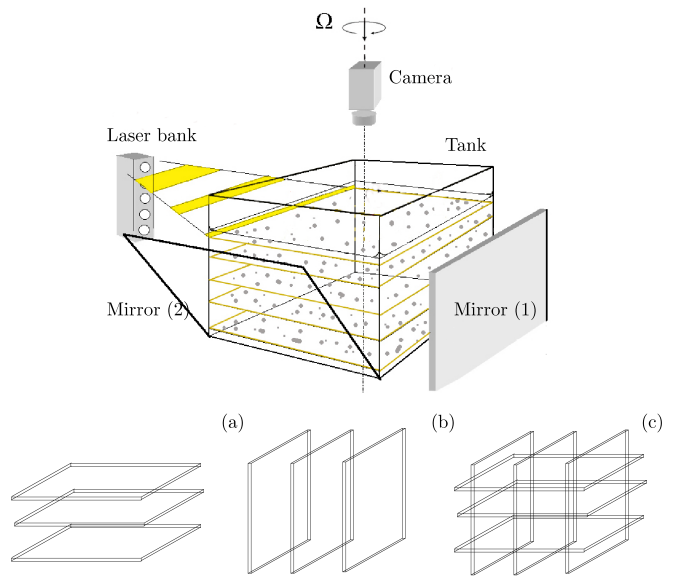 Ω
Camera
Laser bank
Tank
Mirror (2)
Mirror (1)
(a)
(b)
(c)